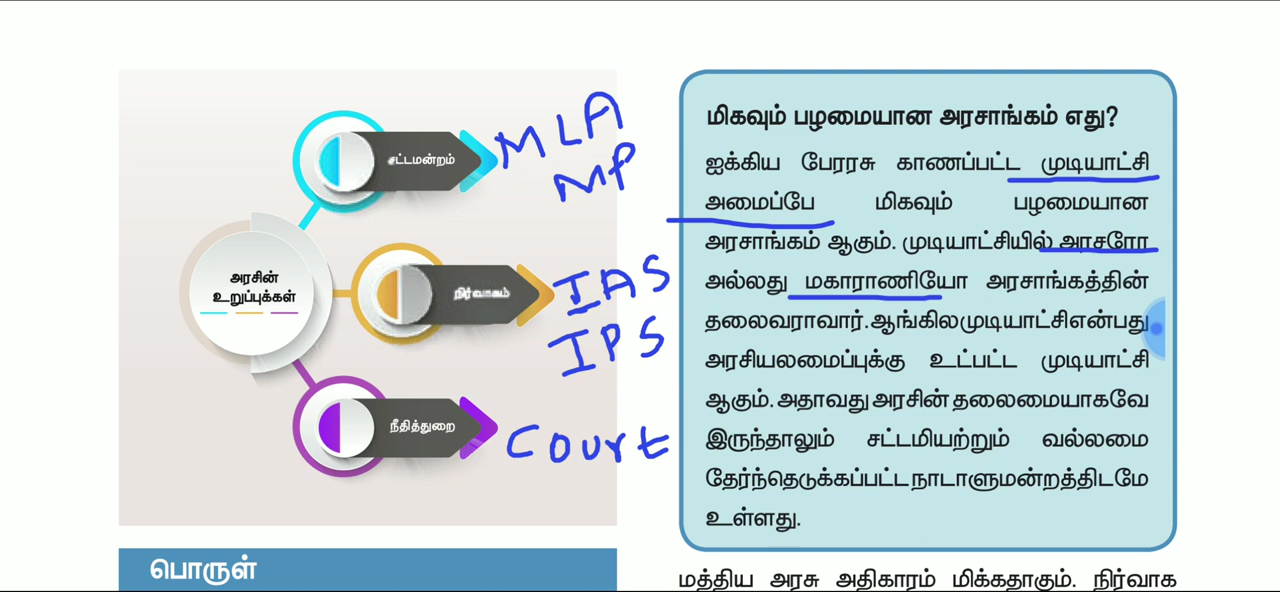 அரசின்
உறுப்புக்கள்
சட்டமன்றம்
MLA
MP
நிர்வாகம்
IAS
IPS
நீதித்துறை
Court
பொருள்
மிகவும் பழமையான அரசாங்கம் எது?
ஐக்கிய பேரரசு காணப்பட்ட முடியாட்சி
அமைப்பே மிகவும் பழமையான
அரசாங்கம் ஆகும். முடியாட்சியில் அரசரோ
அல்லது மகாராணியோ அரசாங்கத்தின்
தலைவராவார். ஆங்கில முடியாட்சி என்பது
அரசியலமைப்புக்கு உட்பட்ட முடியாட்சி
ஆகும். அதாவது அரசின் தலைமையாகவே
இருந்தாலும் சட்டமியற்றும் வல்லமை
தேர்ந்தெடுக்கப்பட்ட நாடாளுமன்றத்திடமே
உள்ளது.
மத்திய அரசு அதிகாரம் மிக்கதாகும். நிர்வாக